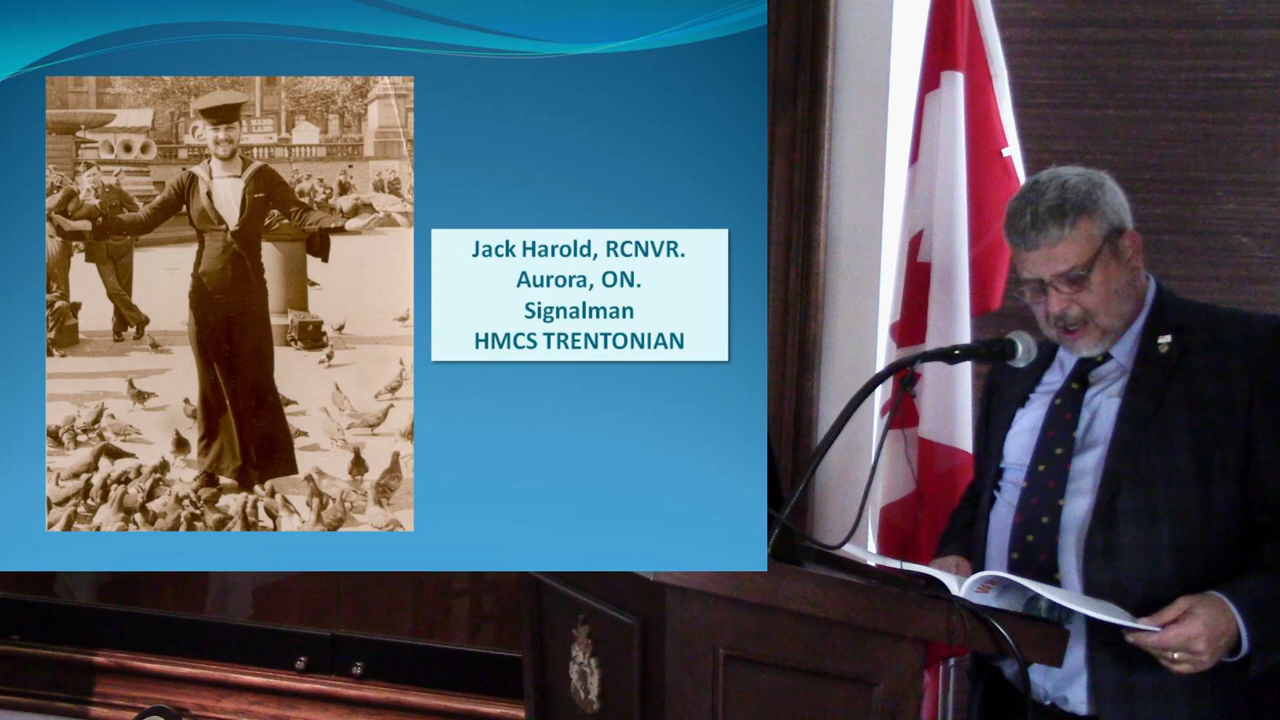 Jack Harold, RCNVR.
Aurora, ON.
Signalman
HMCS TRENTONIAN